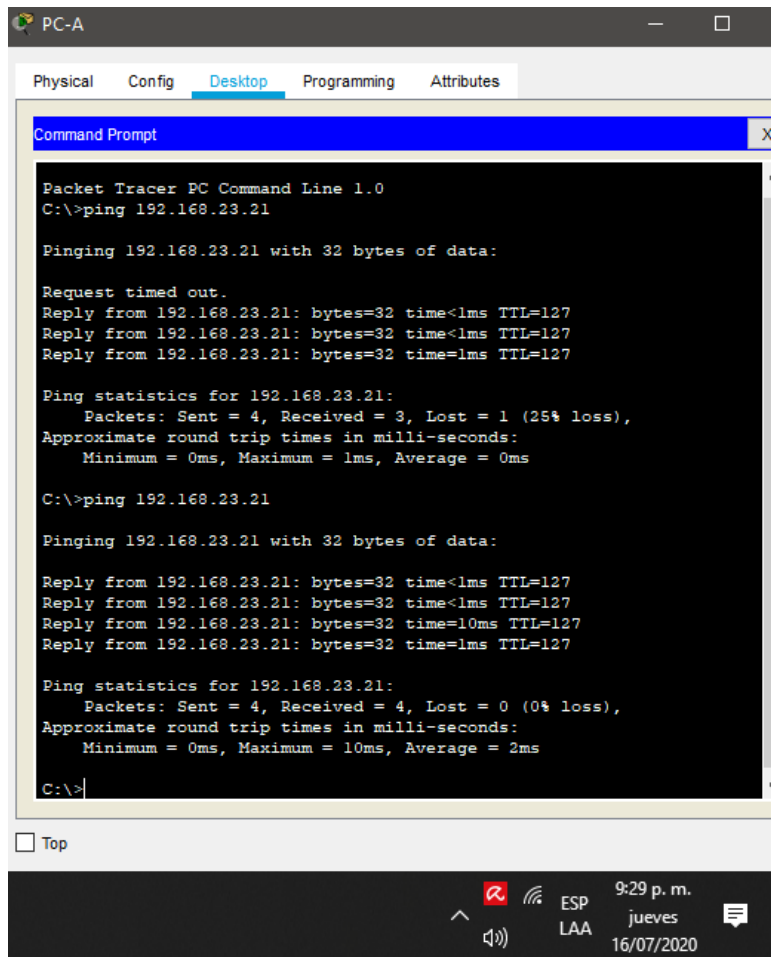 PC-A
Physical Config Desktop Programming Attributes
Command Prompt X
Packet Tracer PC Command Line 1.0
C:\>ping 192.168.23.21
Pinging 192.168.23.21 with 32 bytes of data:
Request timed out.
Reply from 192.168.23.21: bytes=32 time<1ms TTL=127
Reply from 192.168.23.21: bytes=32 time<1ms TTL=127
Reply from 192.168.23.21: bytes=32 time=1ms TTL=127
Ping statistics for 192.168.23.21:
Packets: Sent = 4, Received = 3, Lost = 1 (25% loss),
Approximate round trip times in milli-seconds:
Minimum = 0ms, Maximum = 1ms, Average = 0ms
C:\>ping 192.168.23.21
Pinging 192.168.23.21 with 32 bytes of data:
Reply from 192.168.23.21: bytes=32 time<1ms TTL=127
Reply from 192.168.23.21: bytes=32 time<1ms TTL=127
Reply from 192.168.23.21: bytes=32 time=10ms TTL=127
Reply from 192.168.23.21: bytes=32 time=1ms TTL=127
Ping statistics for 192.168.23.21:
Packets: Sent = 4, Received = 4, Lost = 0 (0% loss),
Approximate round trip times in milli-seconds:
Minimum = 0ms, Maximum = 10ms, Average = 2ms
C:\>
Top
ESP
LAA
9:29 p. m.
jueves
16/07/2020